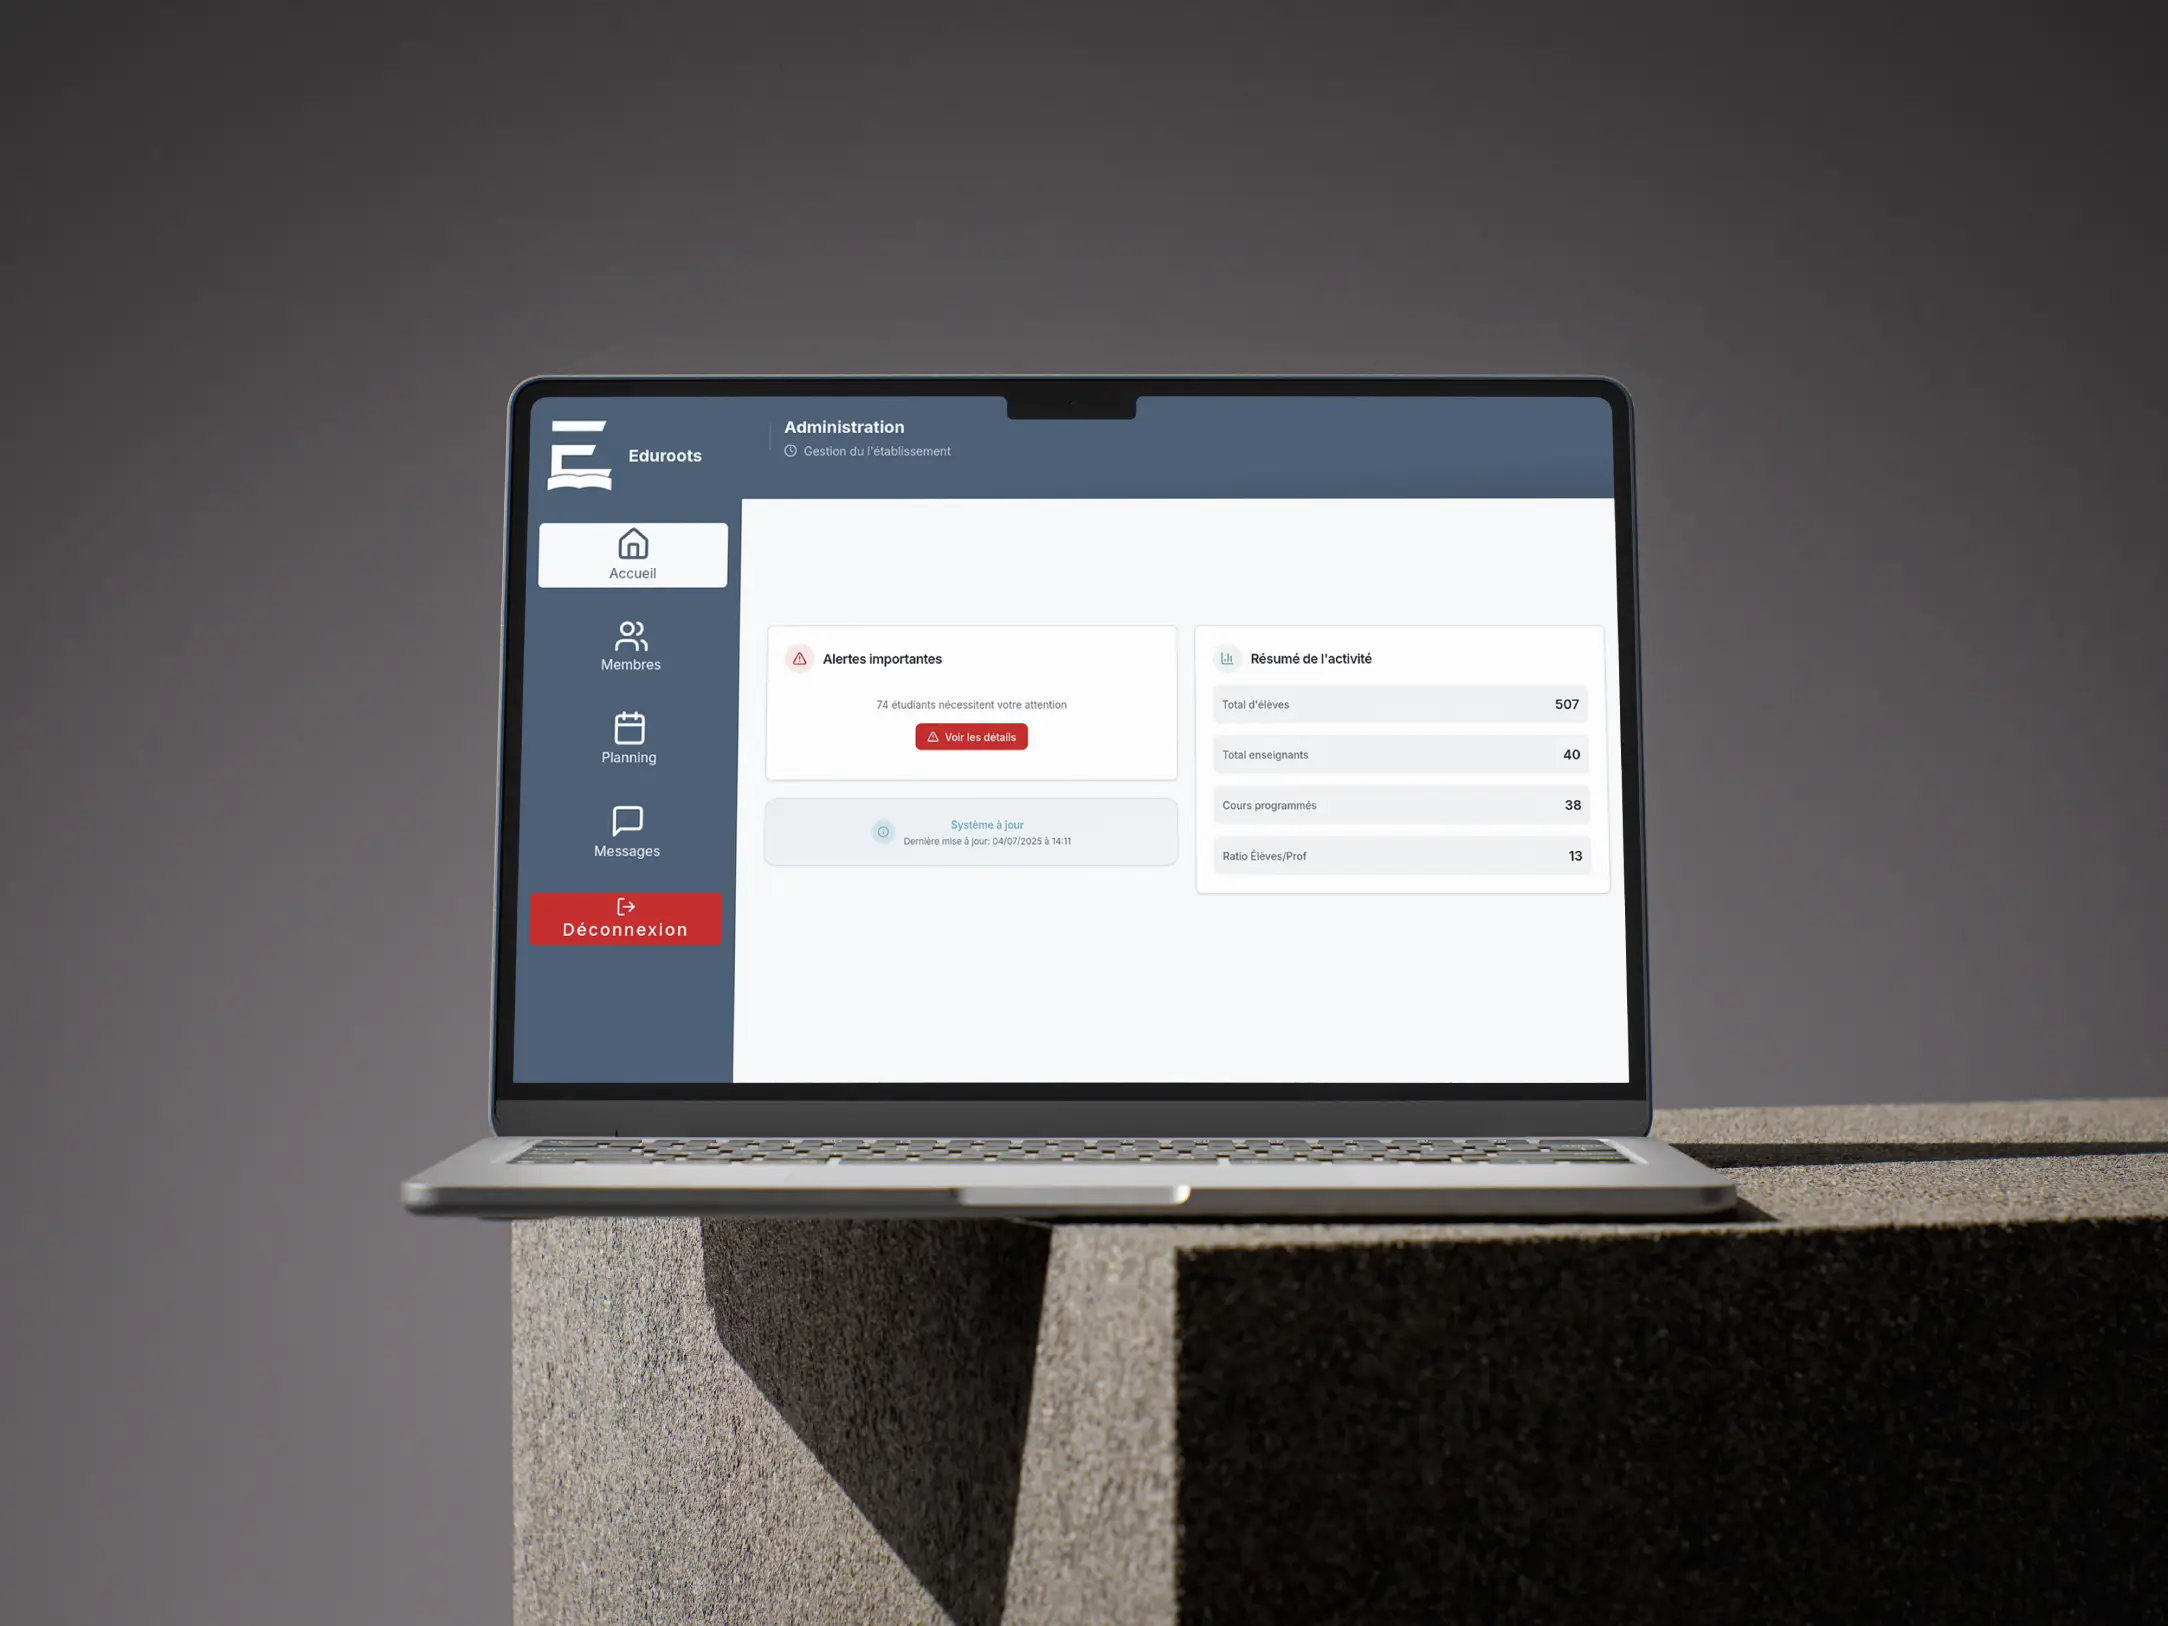 Eduroots
Administration
Gestion du l'établissement
Accueil
Membres
Planning
Messages
Déconnexion
Alertes importantes
74 étudiants nécessitent votre attention
Voir les détails
Système à jour
Dernière mise à jour: 04/07/2025 à 14:11
Résumé de l'activité
Total d'élèves 507
Total enseignants 40
Cours programmés 38
Ratio Élèves/Prof 13